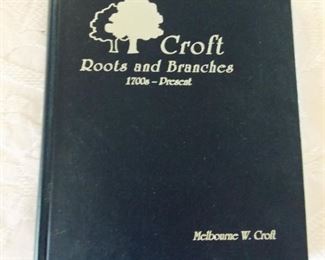 Croft
Roots and Branches
1700s – Present
Melbourne W. Croft